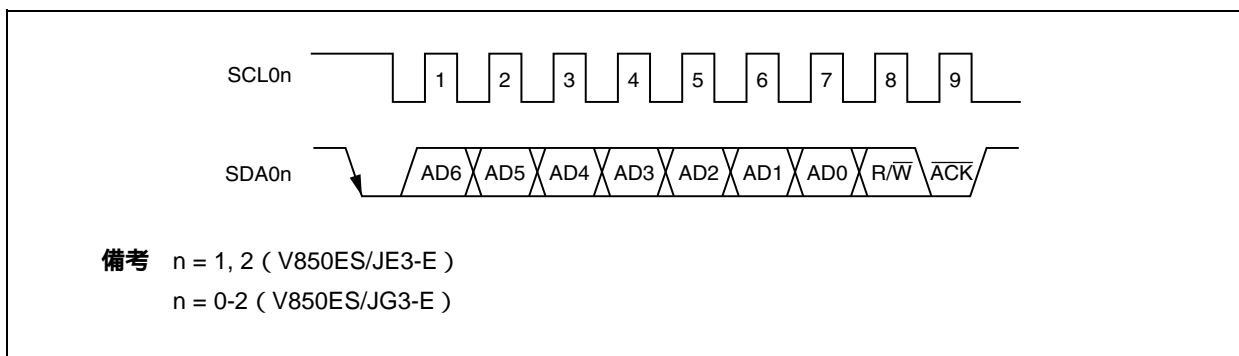 SCL0n 1 2 3 4 5 6 7 8 9
SDA0n AD6 AD5 AD4 AD3 AD2 AD1 AD0 R/W̅ A̅C̅K̅
備考 n = 1, 2 ( V850ES/JE3-E )
n = 0-2 ( V850ES/JG3-E )